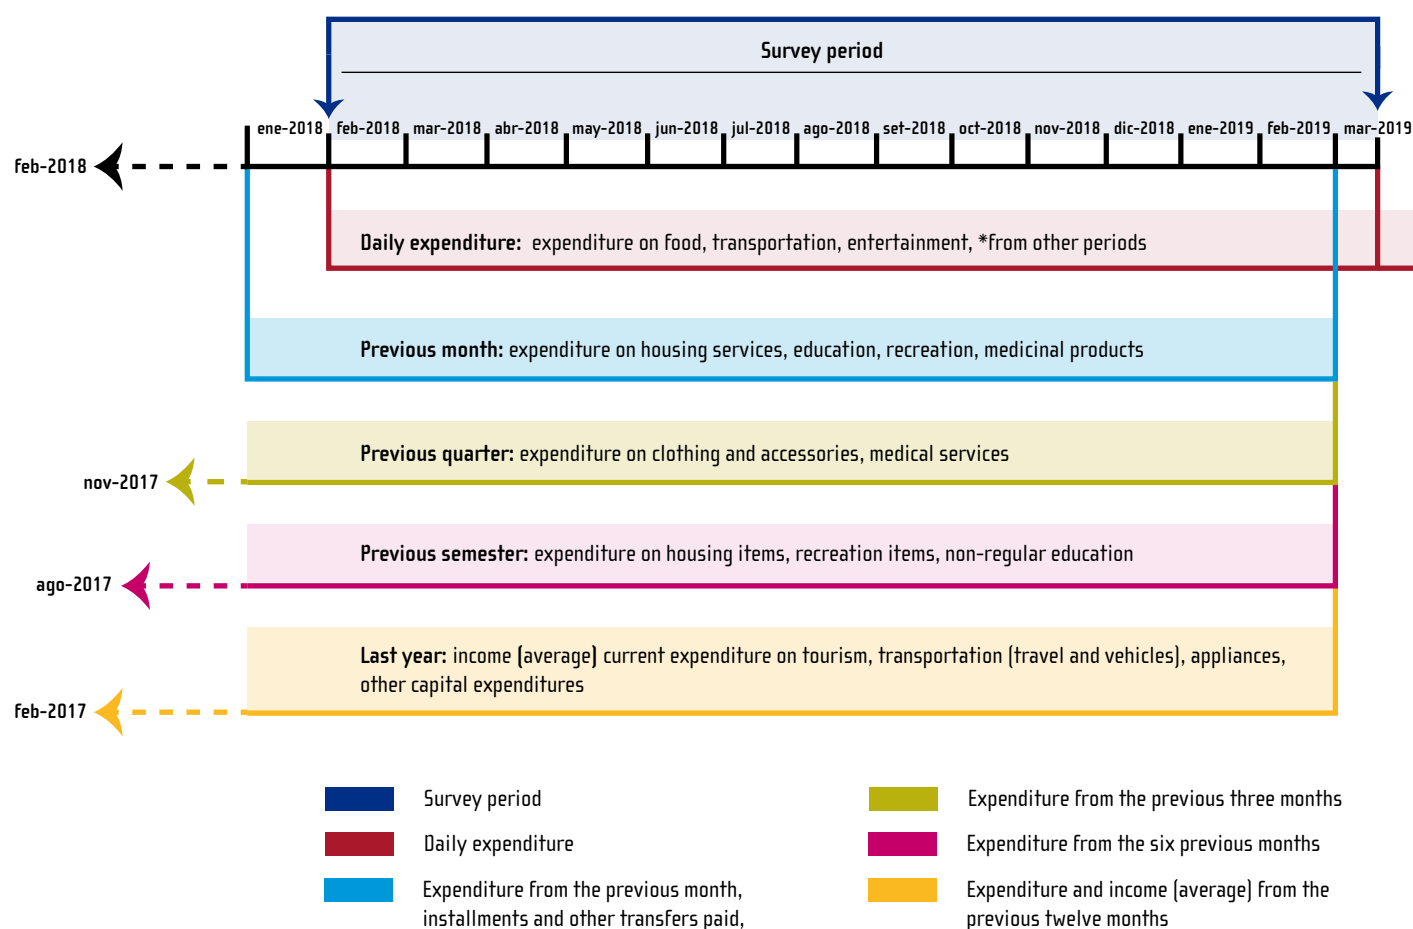 Survey period
ene-2018 feb-2018 mar-2018 abr-2018 may-2018 jun-2018 jul-2018 ago-2018 set-2018 oct-2018 nov-2018 dic-2018 ene-2019 feb-2019 mar-2019
feb-2018
Daily expenditure: expenditure on food, transportation, entertainment, *from other periods
Previous month: expenditure on housing services, education, recreation, medicinal products
Previous quarter: expenditure on clothing and accessories, medical services
nov-2017
Previous semester: expenditure on housing items, recreation items, non-regular education
ago-2017
Last year: income (average) current expenditure on tourism, transportation (travel and vehicles), appliances,
other capital expenditures
feb-2017
Survey period
Daily expenditure
Expenditure from the previous month,
installments and other transfers paid,
Expenditure from the previous three months
Expenditure from the six previous months
Expenditure and income (average) from the
previous twelve months